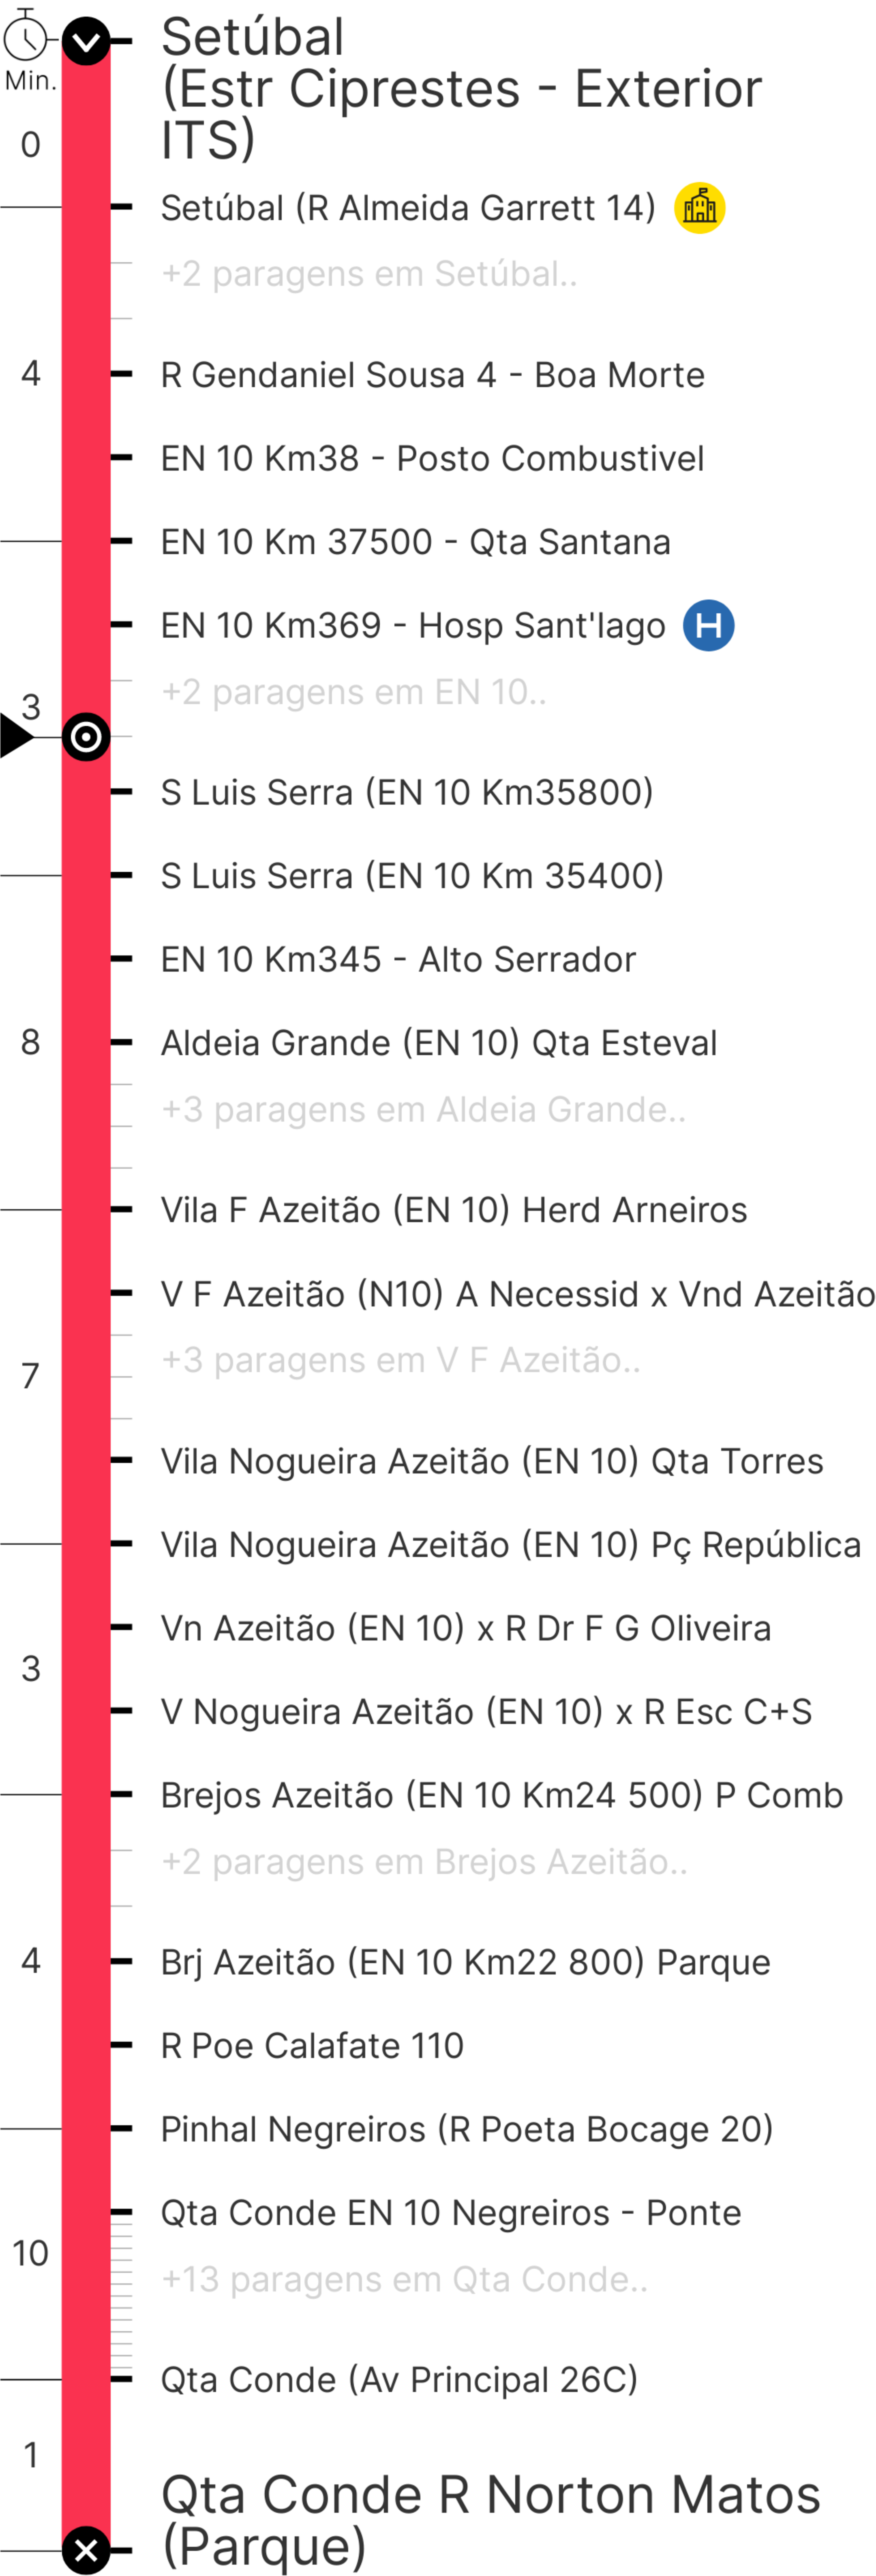 Setúbal
(Estr Ciprestes - Exterior
ITS)
Min.
0
Setúbal (R Almeida Garrett 14)
+2 paragens em Setúbal..
4
R Gendaniel Sousa 4 - Boa Morte
EN 10 Km38 - Posto Combustivel
EN 10 Km 37500 - Qta Santana
EN 10 Km369 - Hosp Sant'Iago H
+2 paragens em EN 10..
3
S Luis Serra (EN 10 Km35800)
S Luis Serra (EN 10 Km 35400)
EN 10 Km345 - Alto Serrador
8
Aldeia Grande (EN 10) Qta Esteval
+3 paragens em Aldeia Grande..
Vila F Azeitão (EN 10) Herd Arneiros
V F Azeitão (N10) A Necessid x Vnd Azeitão
+3 paragens em V F Azeitão..
7
Vila Nogueira Azeitão (EN 10) Qta Torres
Vila Nogueira Azeitão (EN 10) Pç República
Vn Azeitão (EN 10) x R Dr F G Oliveira
3
V Nogueira Azeitão (EN 10) x R Esc C+S
Brejos Azeitão (EN 10 Km24 500) P Comb
+2 paragens em Brejos Azeitão..
4
Brj Azeitão (EN 10 Km22 800) Parque
R Poe Calafate 110
Pinhal Negreiros (R Poeta Bocage 20)
Qta Conde EN 10 Negreiros - Ponte
10
+13 paragens em Qta Conde..
Qta Conde (Av Principal 26C)
1
Qta Conde R Norton Matos
(Parque)